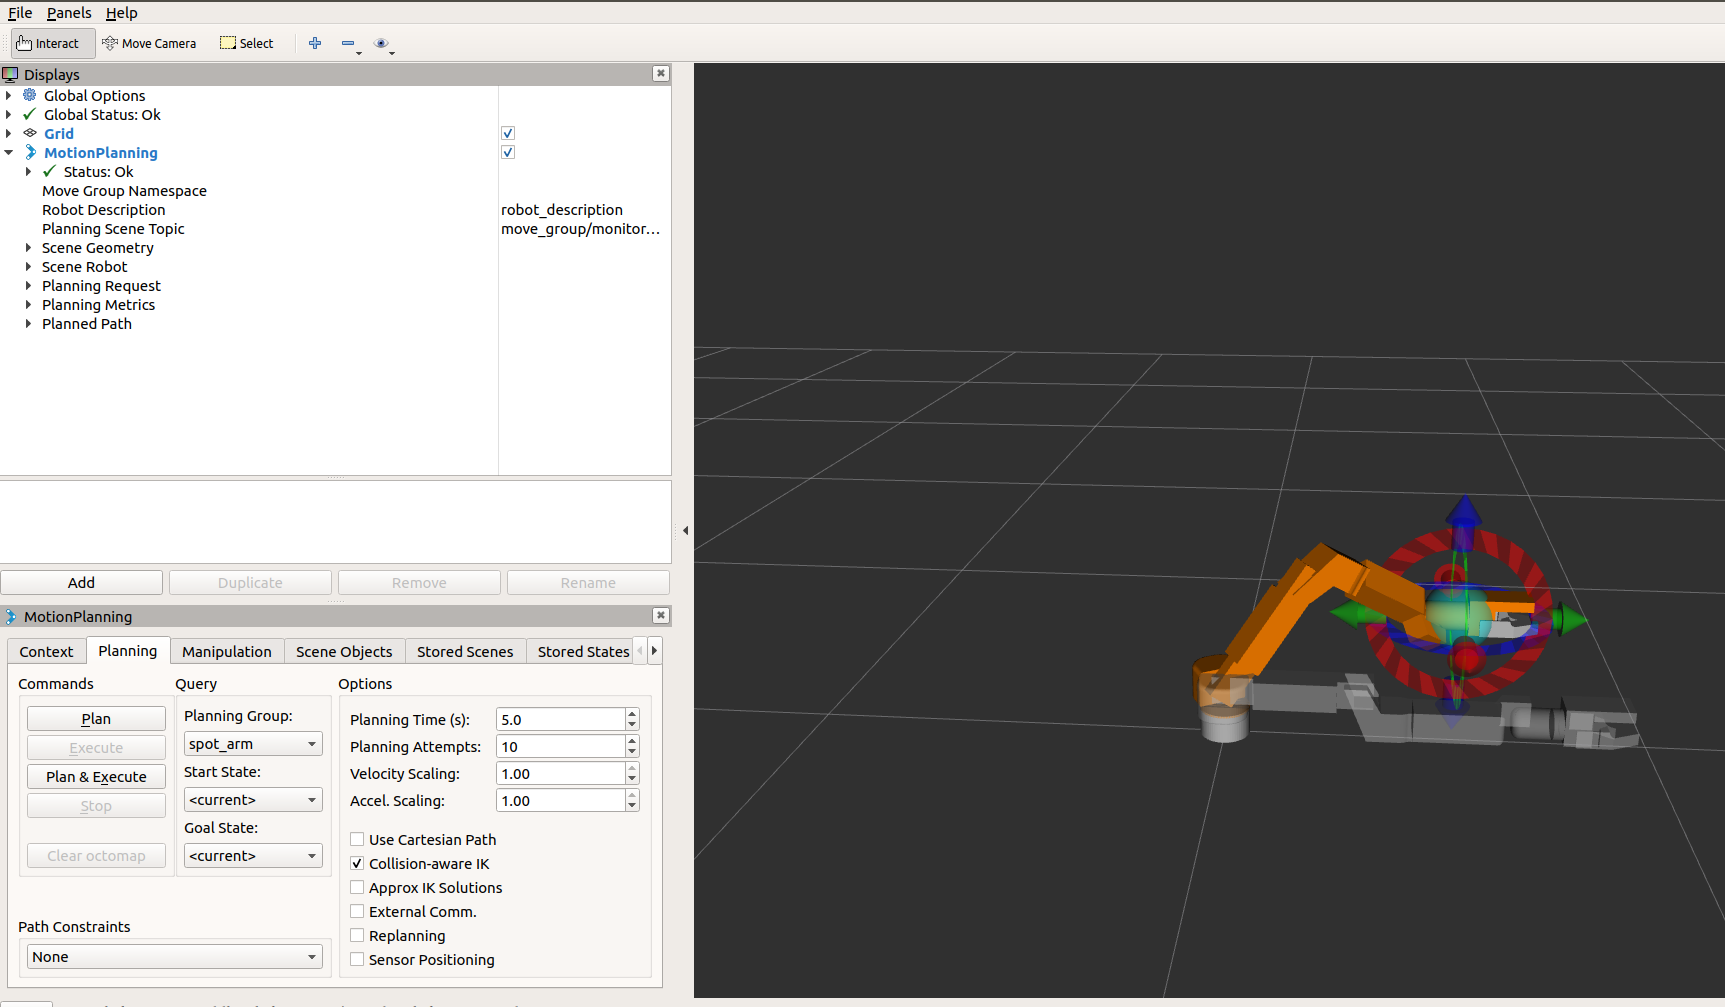 File Panels Help
Interact Move Camera Select
Displays
Global Options
Global Status: Ok
Grid
MotionPlanning
Status: Ok
Move Group Namespace
Robot Description robot_description
Planning Scene Topic move_group/monitor...
Scene Geometry
Scene Robot
Planning Request
Planning Metrics
Planned Path
Add Duplicate Remove Rename
MotionPlanning
Context Planning Manipulation Scene Objects Stored Scenes Stored States
Commands Query Options
Plan
Execute
Plan & Execute
Stop
Clear octomap
Planning Group:
spot_arm
Start State:
<current>
Goal State:
<current>
Planning Time (s): 5.0
Planning Attempts: 10
Velocity Scaling: 1.00
Accel. Scaling: 1.00
Use Cartesian Path
Collision-aware IK
Approx IK Solutions
External Comm.
Replanning
Sensor Positioning
Path Constraints
None